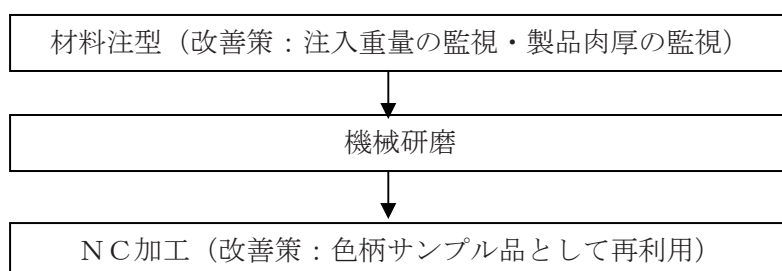 材料注型（改善策：注入重量の監視・製品肉厚の監視）
機械研磨
ＮＣ加工（改善策：色柄サンプル品として再利用）